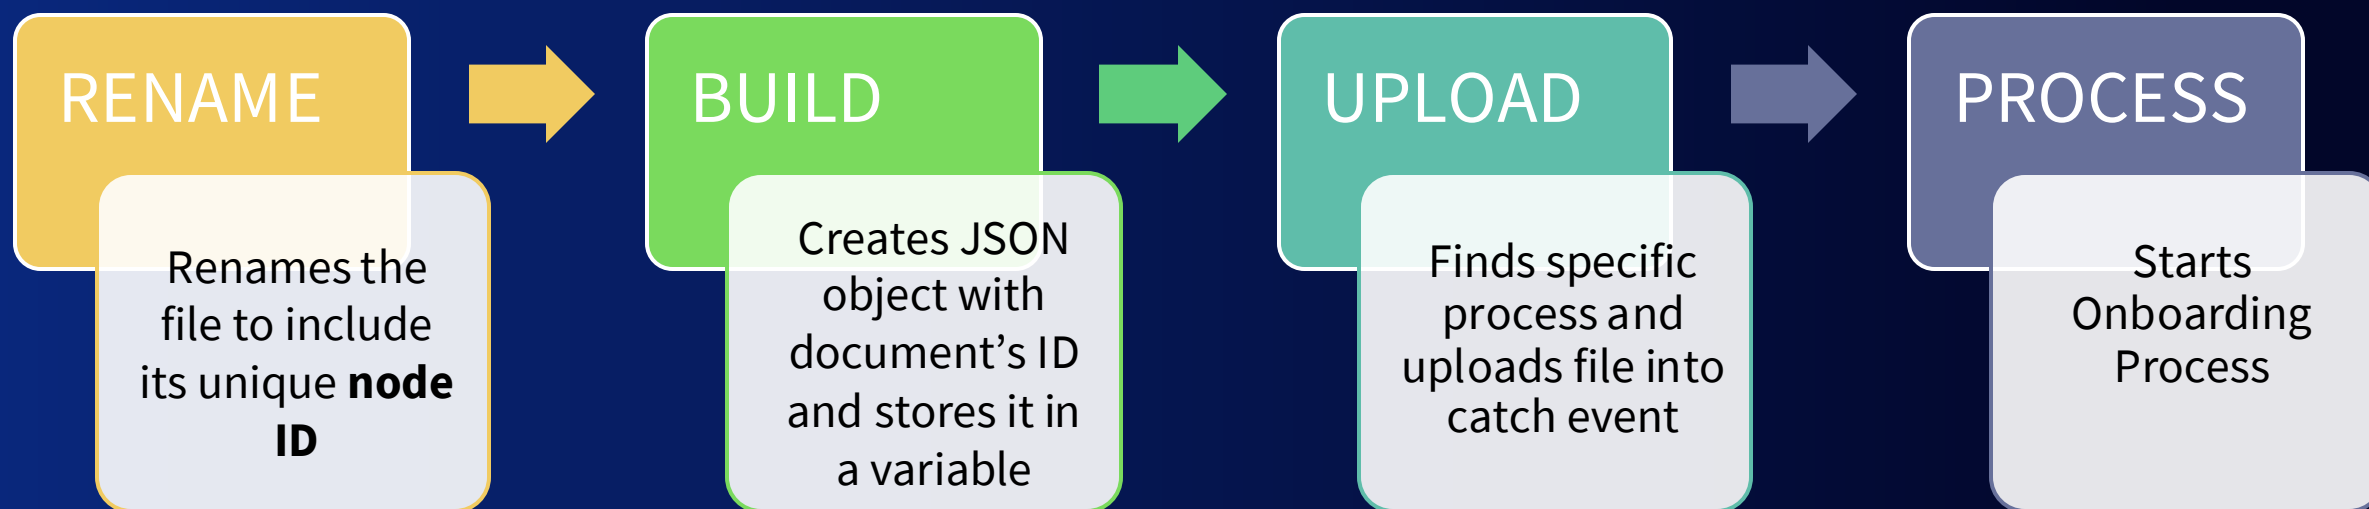 RENAME
Renames the
file to include
its unique node
ID
BUILD
Creates JSON
object with
document’s ID
and stores it in
a variable
UPLOAD
Finds specific
process and
uploads file into
catch event
PROCESS
Starts
Onboarding
Process